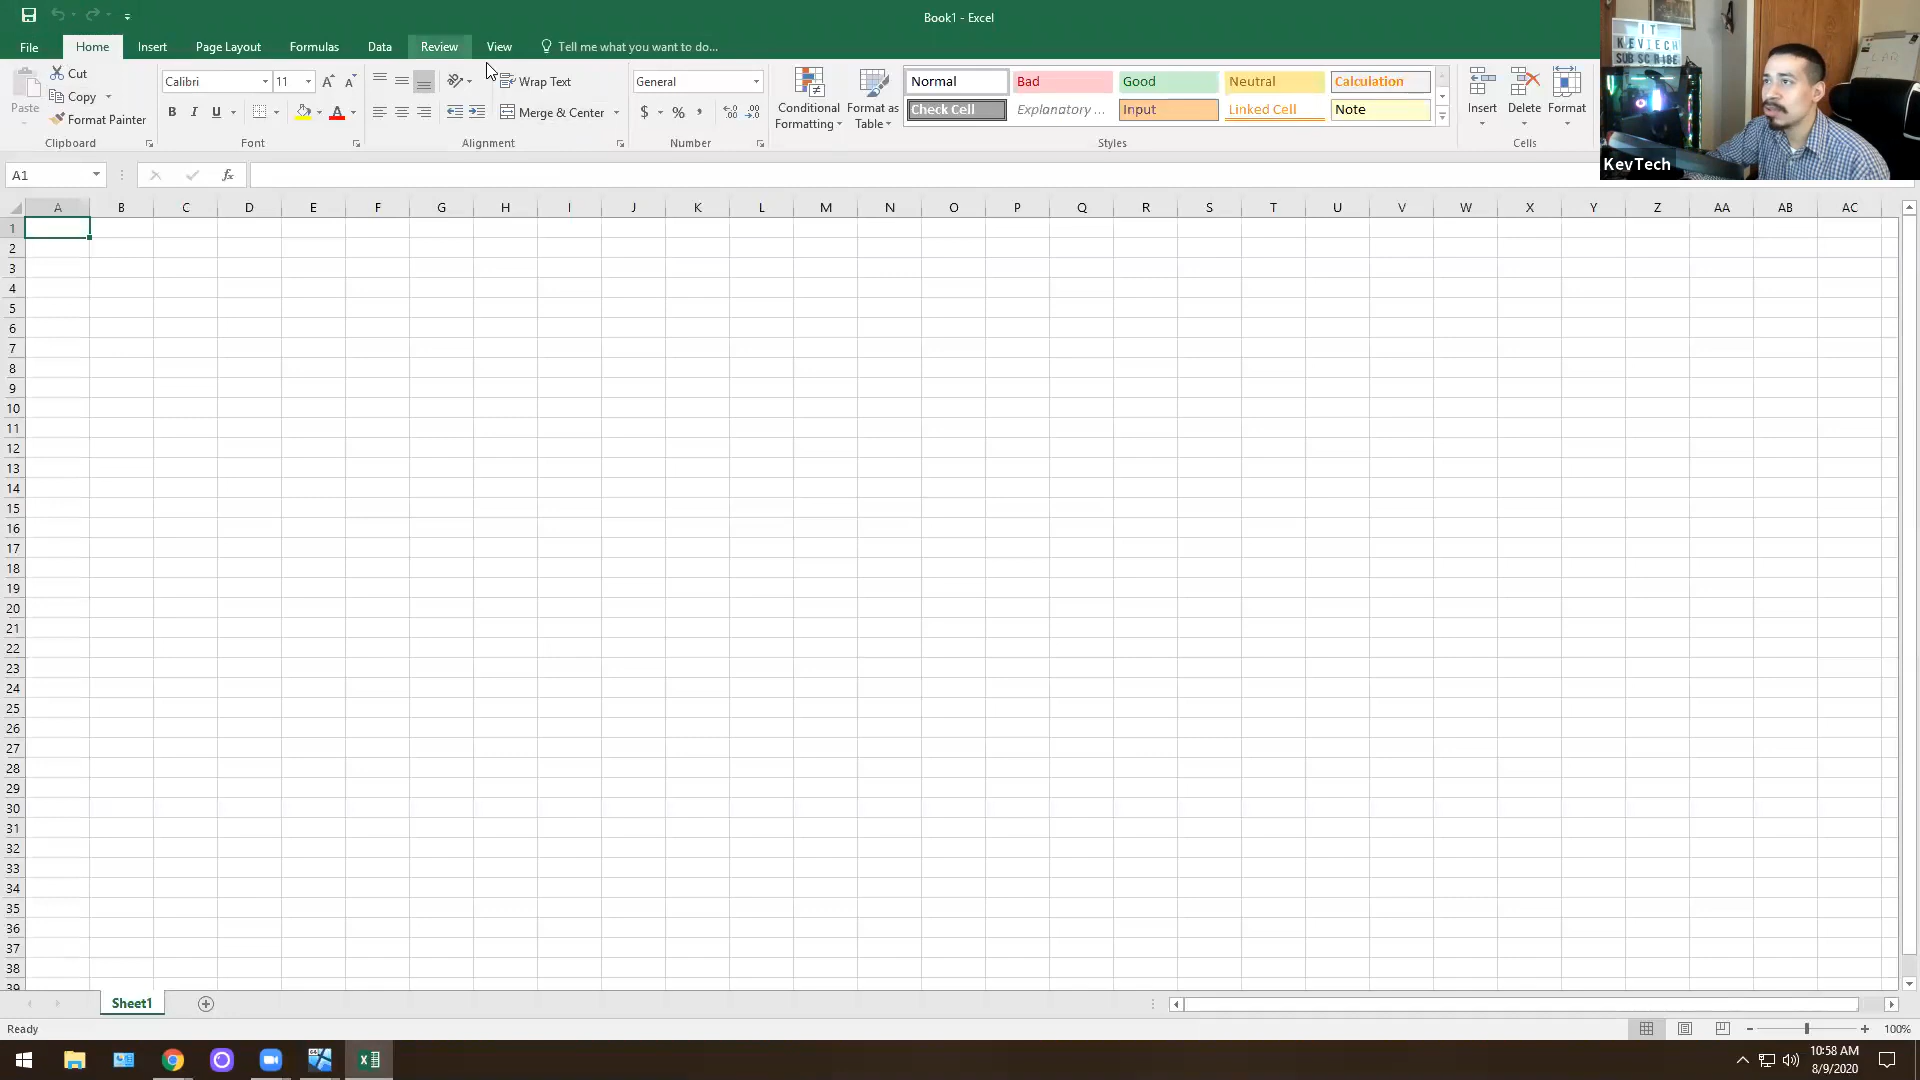 Book1 - Excel
File Home Insert Page Layout Formulas Data Review View Tell me what you want to do...
Paste
Cut
Copy
Format Painter
Clipboard
Calibri 11
B I U A
Font
Wrap Text
Merge & Center
Alignment
General
$ % ,
Number
Conditional Formatting
Format as Table
Normal Bad Good Neutral Calculation
Check Cell Explanatory ... Input Linked Cell Note
Styles
Insert Delete Format
Cells
IT
KEVTECH
SUBSCRIBE
KevTech
A1
fx
A B C D E F G H I J K L M N O P Q R S T U V W X Y Z AA AB AC
1
2
3
4
5
6
7
8
9
10
11
12
13
14
15
16
17
18
19
20
21
22
23
24
25
26
27
28
29
30
31
32
33
34
35
36
37
38
39
Sheet1
Ready
100%
10:58 AM
8/9/2020